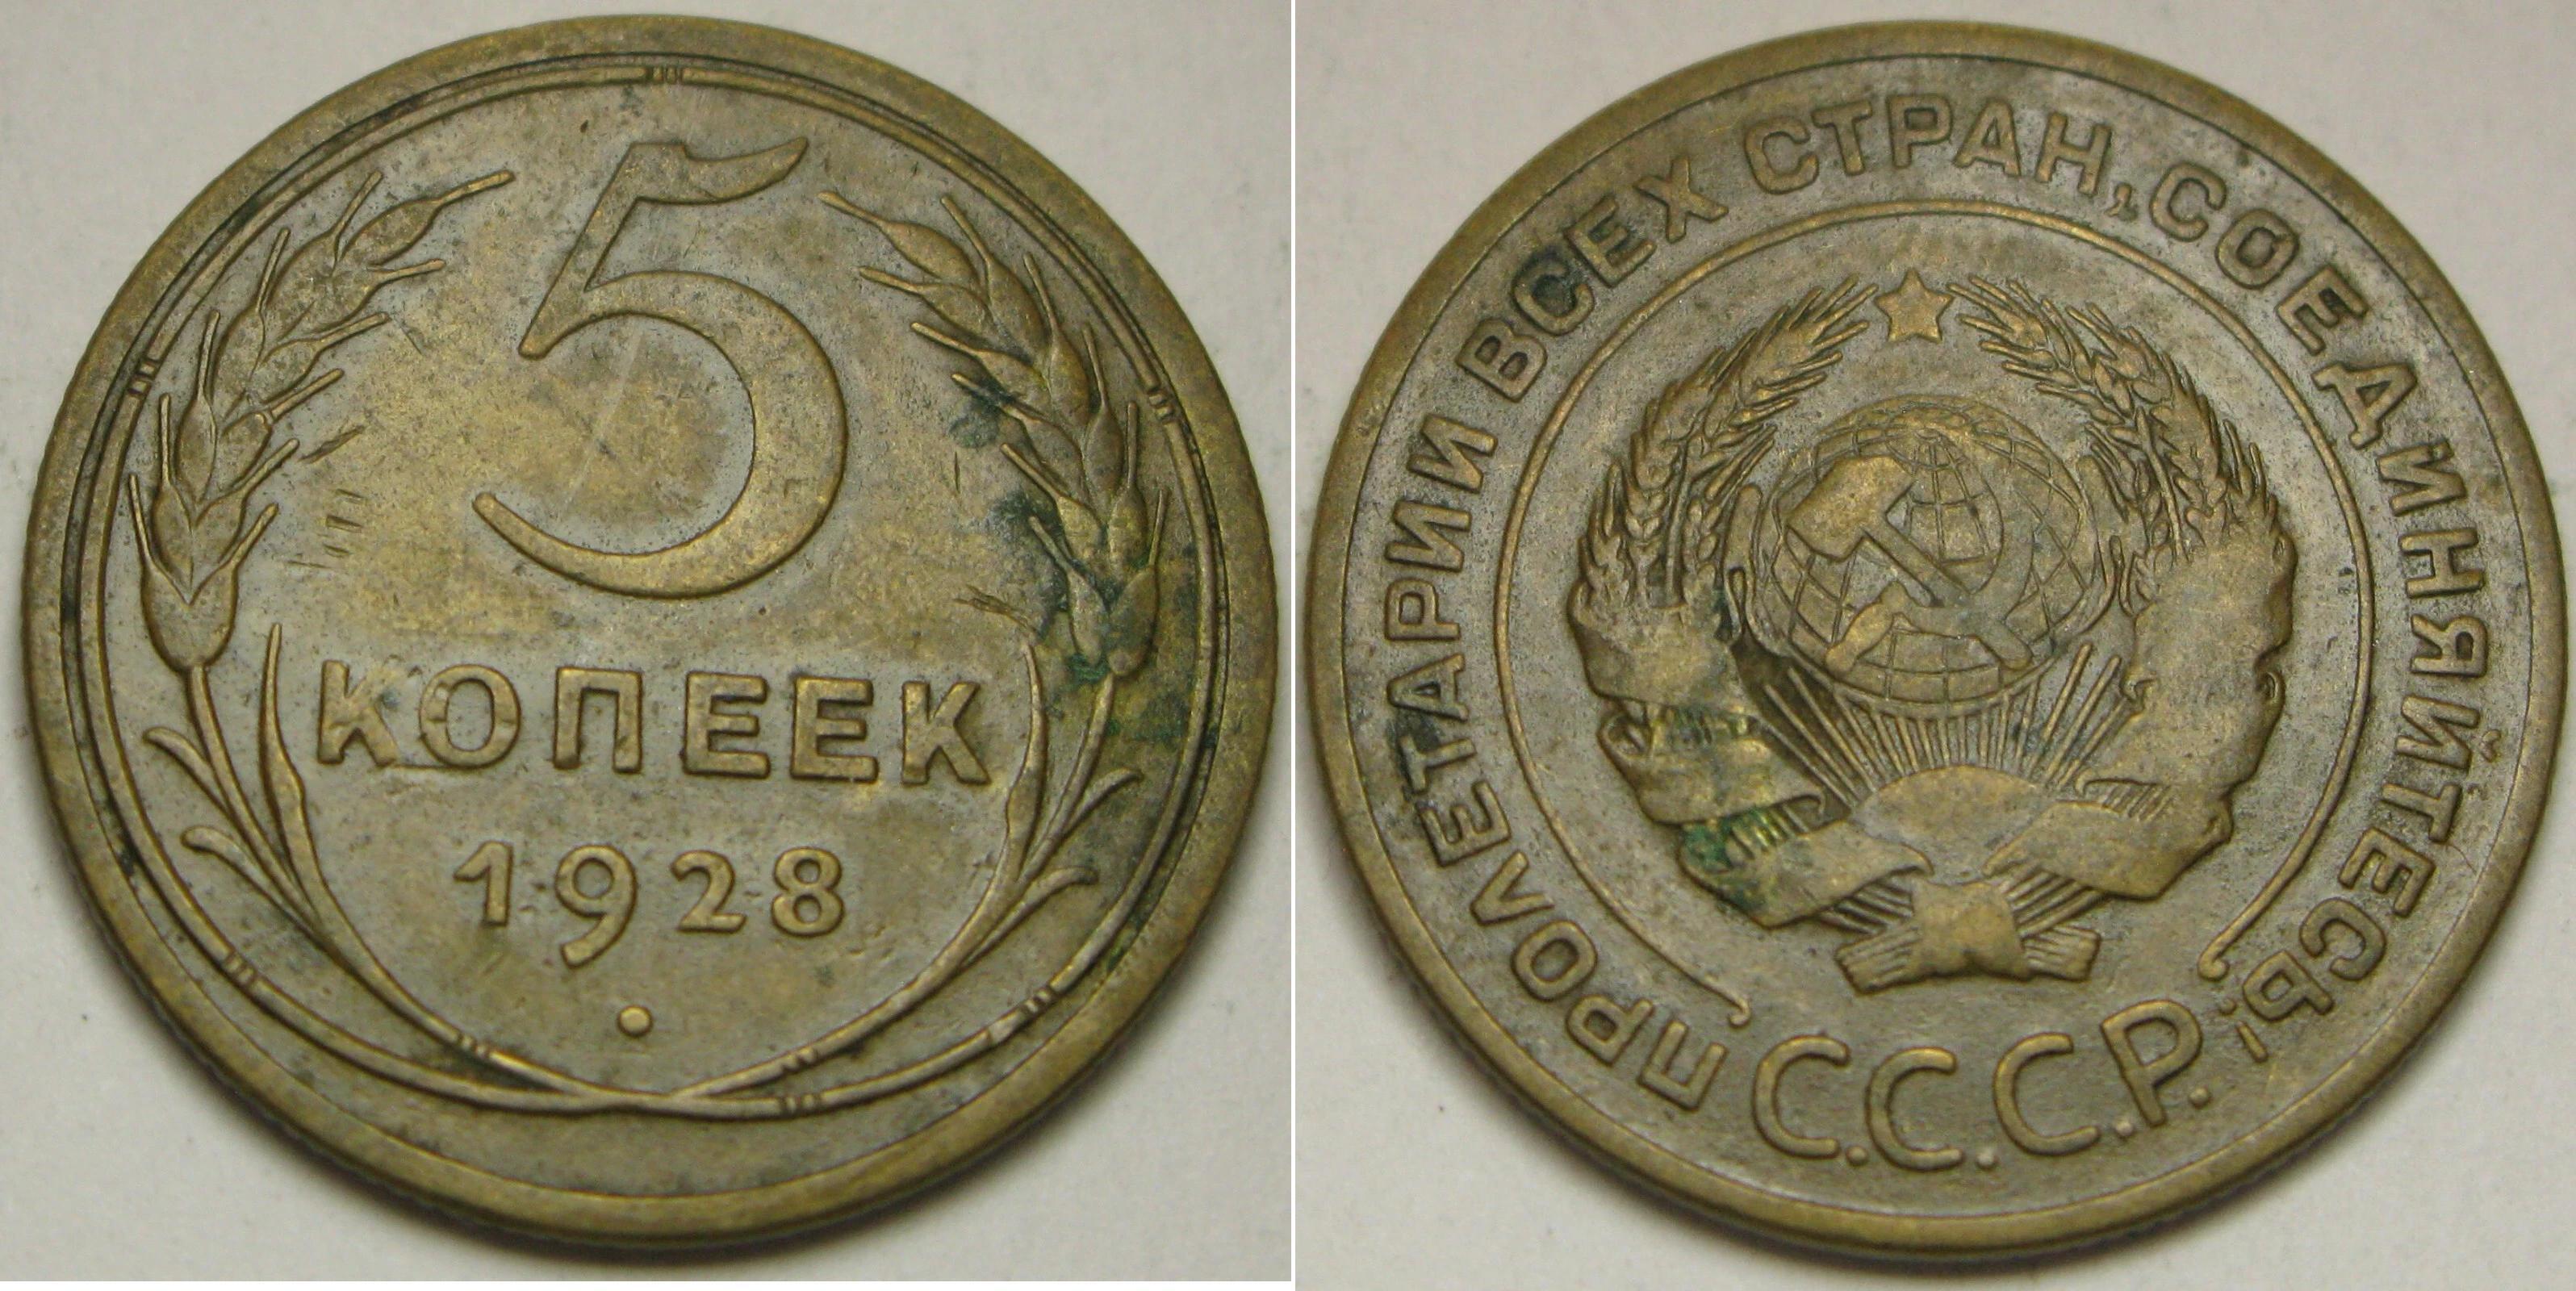 5
КОПЕЕК
1928
ПРОЛЕТАРИИ ВСЕХ СТРАН, СОЕДИНЯЙТЕСЬ!
С.С.С.Р.